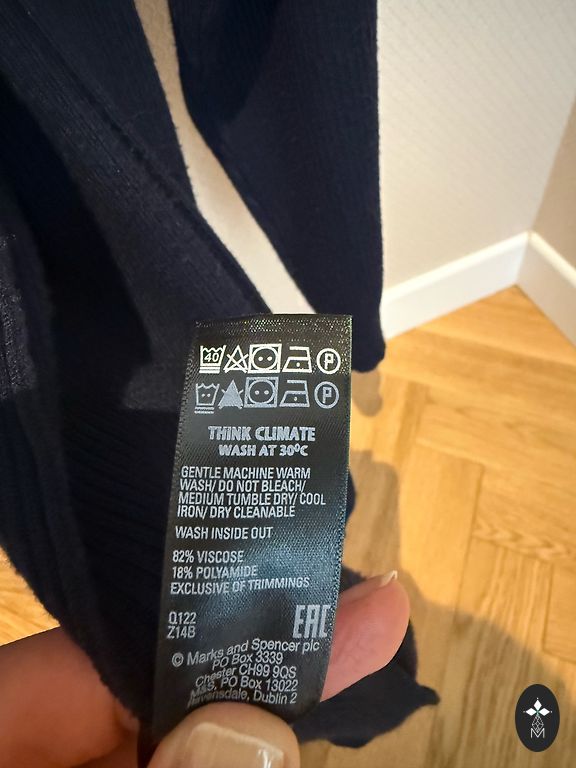 40 P
P
THINK CLIMATE
WASH AT 30ºC
GENTLE MACHINE WARM
WASH/ DO NOT BLEACH/
MEDIUM TUMBLE DRY/ COOL
IRON/ DRY CLEANABLE
WASH INSIDE OUT
82% VISCOSE
18% POLYAMIDE
EXCLUSIVE OF TRIMMINGS
Q122
Z14B
EAC
© Marks and Spencer plc
PO Box 3339
Chester CH99 9QS
M&S, PO Box 13022
Ravensdale, Dublin 2
M